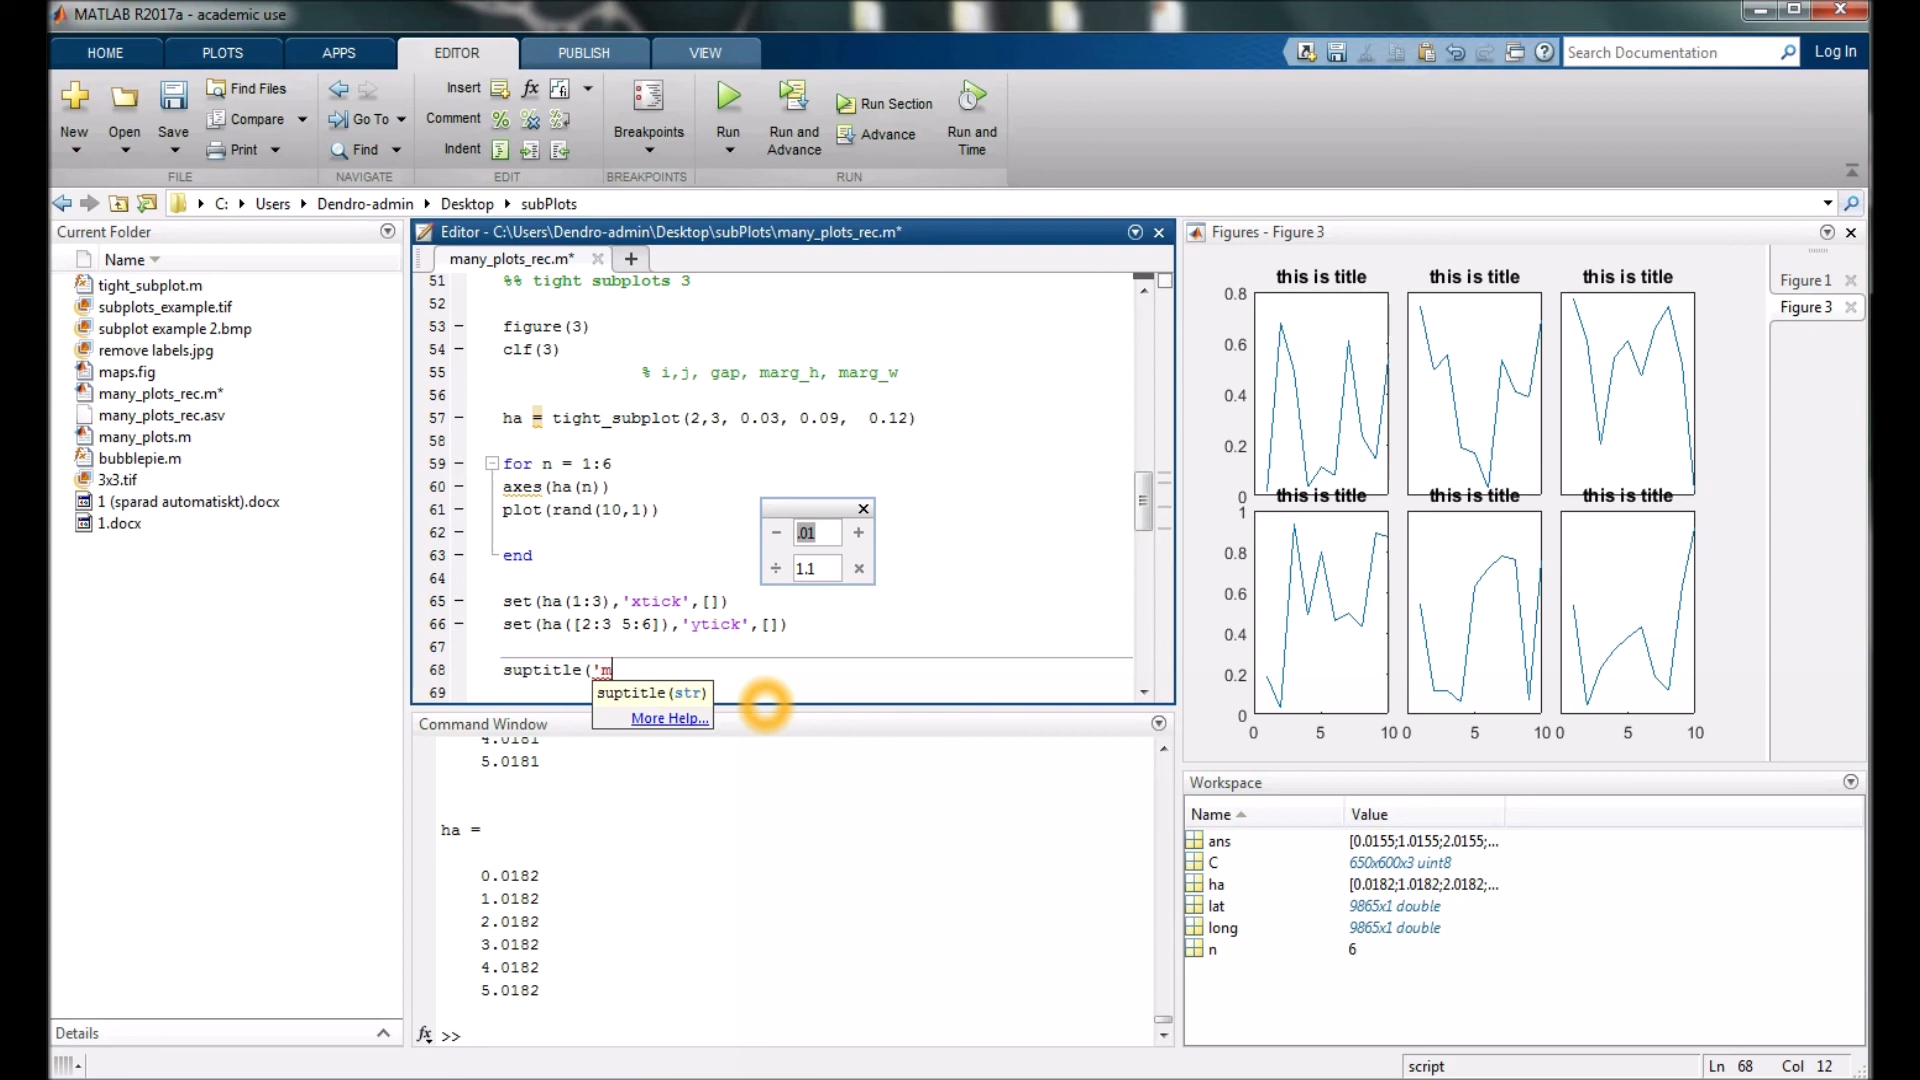 MATLAB R2017a - academic use
HOME PLOTS APPS EDITOR PUBLISH VIEW
Search Documentation
Log In
New
Open
Save
Find Files
Compare
Print
FILE
Go To
Find
NAVIGATE
Insert fx
Comment
Indent
EDIT
Breakpoints
BREAKPOINTS
Run
Run and Advance
Run Section
Advance
Run and Time
RUN
C: Users Dendro-admin Desktop subPlots
Current Folder
Name
tight_subplot.m
subplots_example.tif
subplot example 2.bmp
remove labels.jpg
maps.fig
many_plots_rec.m*
many_plots_rec.asv
many_plots.m
bubblepie.m
3x3.tif
1 (sparad automatiskt).docx
1.docx
Details
Editor - C:\Users\Dendro-admin\Desktop\subPlots\many_plots_rec.m*
many_plots_rec.m*
51 %% tight subplots 3
52
53 – figure(3)
54 – clf(3)
55 % i,j, gap, marg_h, marg_w
56
57 – ha = tight_subplot(2,3, 0.03, 0.09, 0.12)
58
59 – for n = 1:6
60 – axes(ha(n))
61 – plot(rand(10,1))
62 –
63 – end
64
65 – set(ha(1:3),'xtick',[])
66 – set(ha([2:3 5:6]),'ytick',[])
67
68 – suptitle('m
69
− .01 +
÷ 1.1 ×
suptitle(str)
More Help...
Command Window
4.0181
5.0181
ha =
0.0182
1.0182
2.0182
3.0182
4.0182
5.0182
fx >>
Figures - Figure 3
Figure 1
Figure 3
this is title this is title this is title
0.8
0.6
0.4
0.2
0
this is title this is title this is title
1
0.8
0.6
0.4
0.2
0
0 5 10 0 5 10 0 5 10
Workspace
Name Value
ans [0.0155;1.0155;2.0155;...
C 650x600x3 uint8
ha [0.0182;1.0182;2.0182;...
lat 9865x1 double
long 9865x1 double
n 6
script Ln 68 Col 12